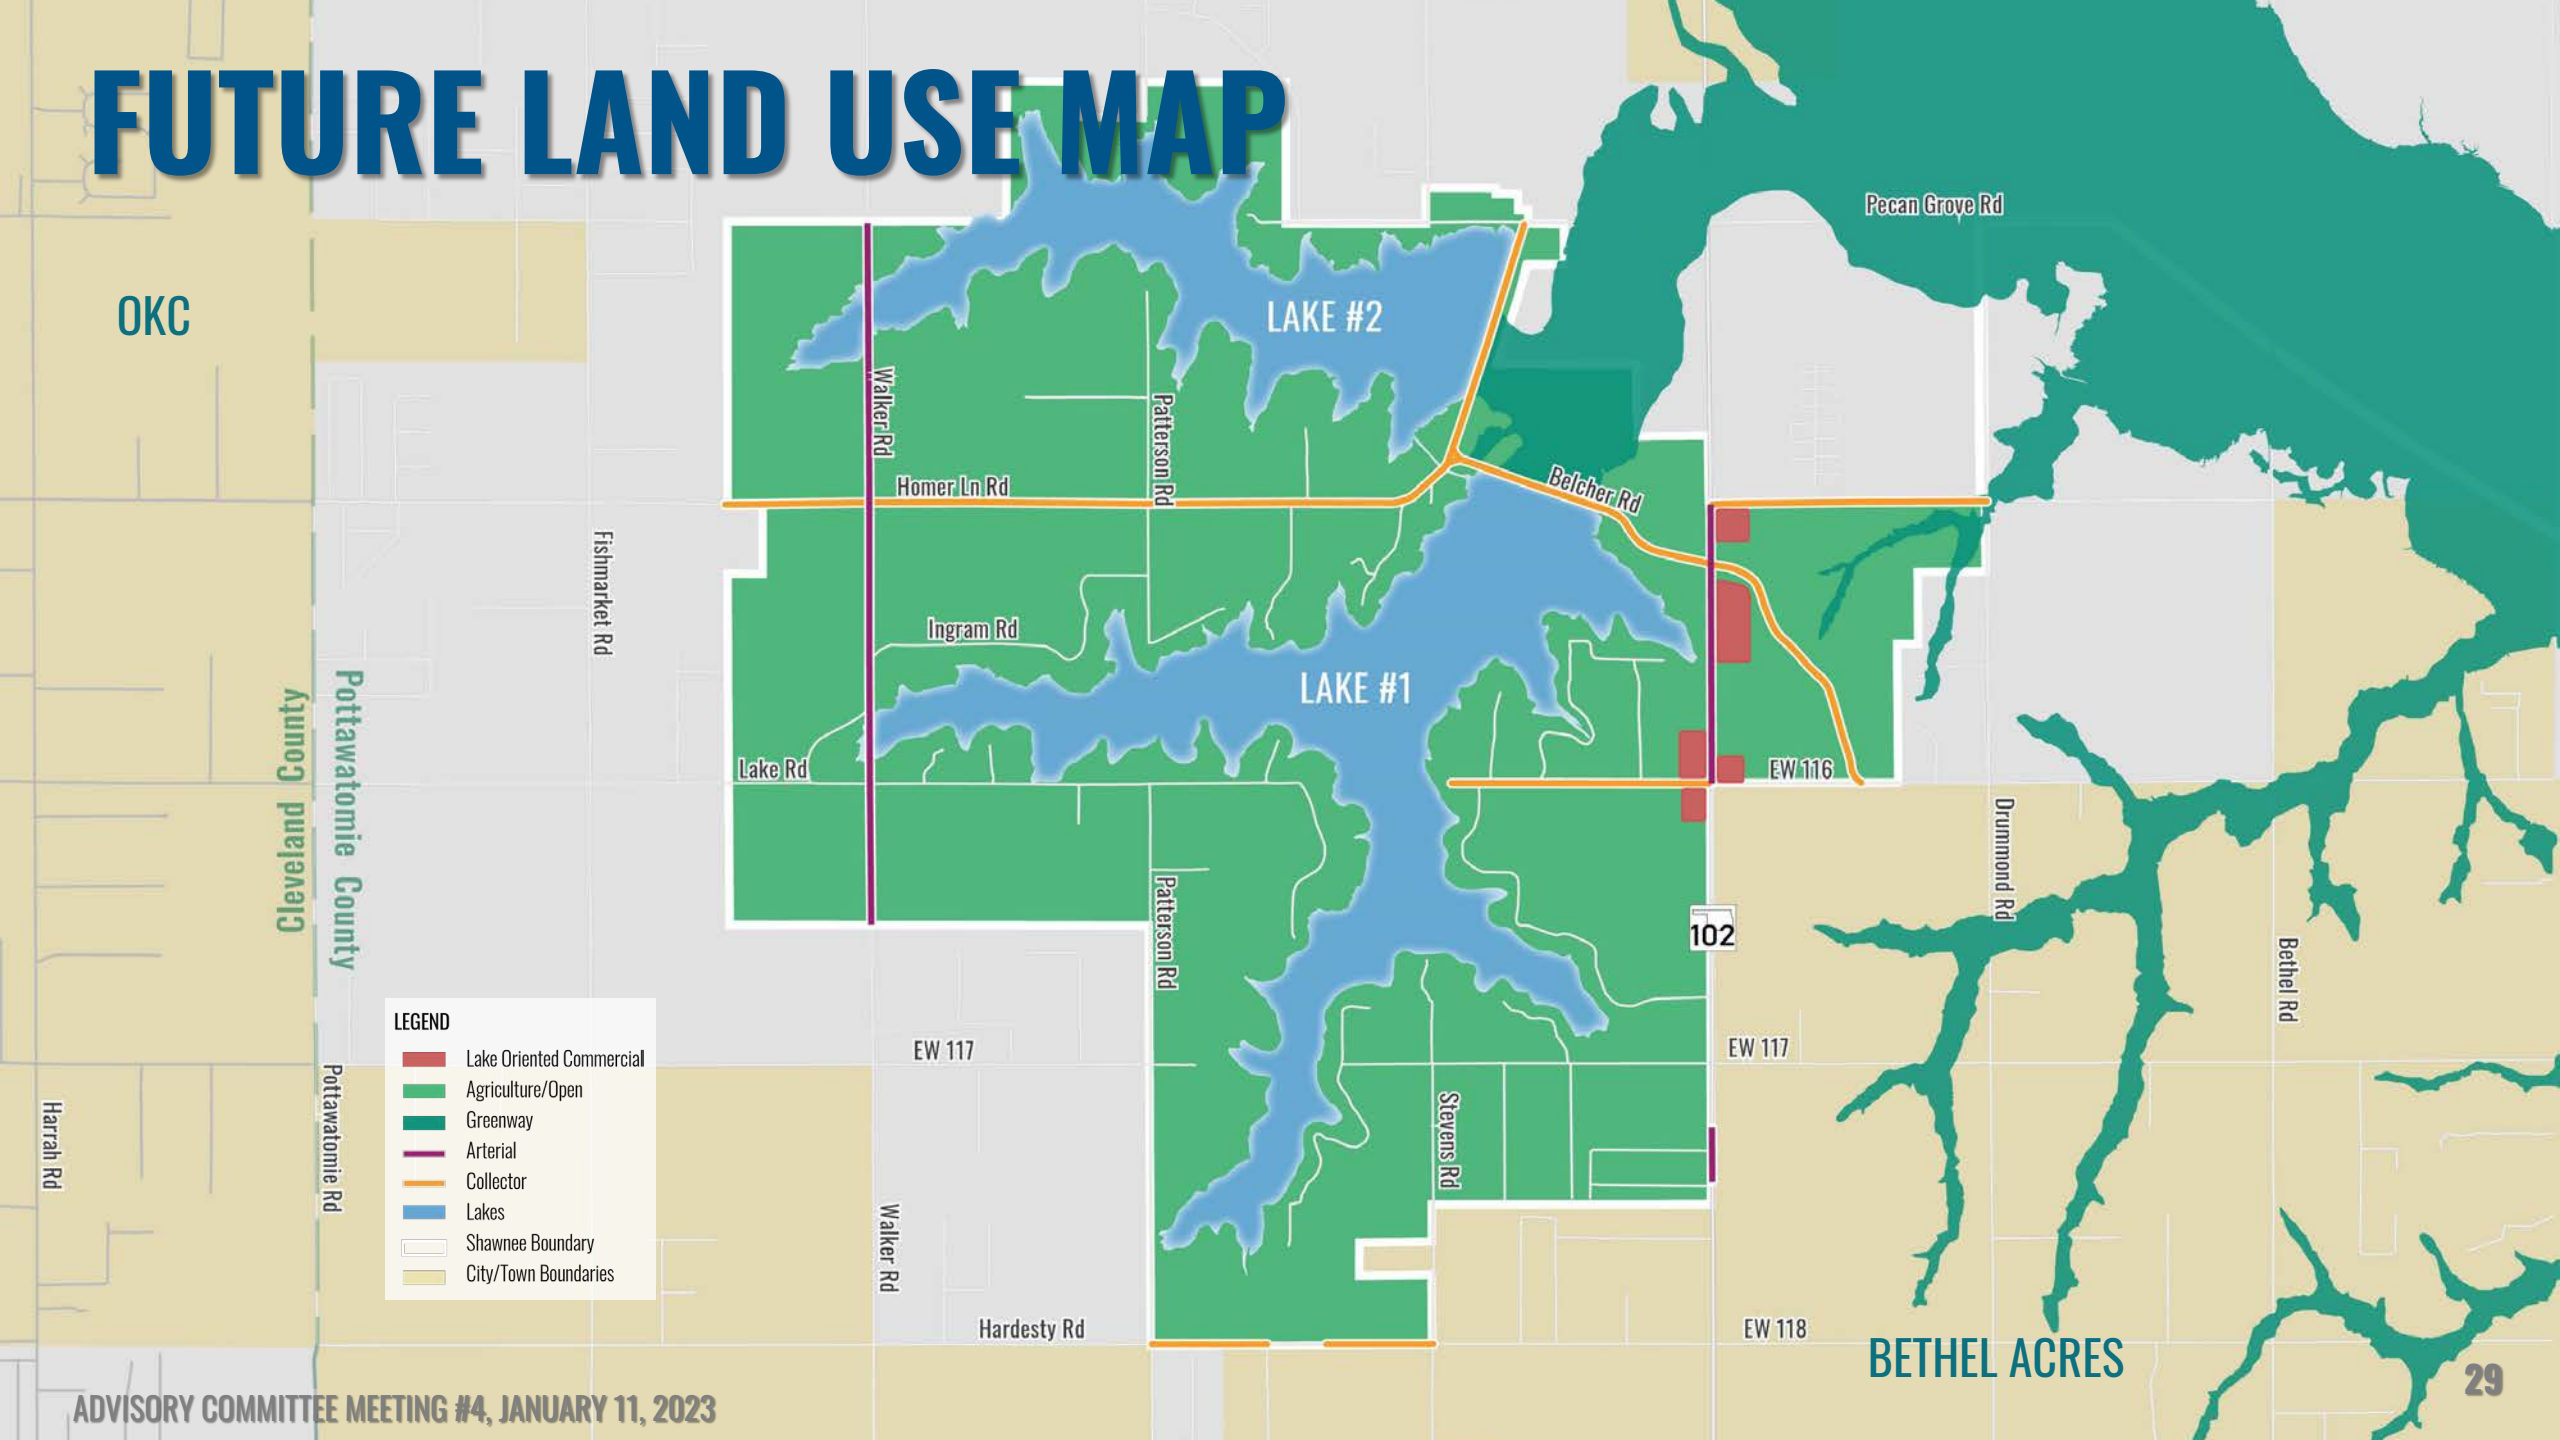 FUTURE LAND USE MAP
Pecan Grove Rd
OKC
LAKE #2
Walker Rd
Patterson Rd
Homer Ln Rd
Belcher Rd
Fishmarket Rd
Ingram Rd
LAKE #1
Lake Rd
EW 116
Cleveland County
Pottawatomie County
Drummond Rd
Patterson Rd
102
Bethel Rd
EW 117
EW 117
LEGEND
Lake Oriented Commercial
Agriculture/Open
Greenway
Arterial
Collector
Lakes
Shawnee Boundary
City/Town Boundaries
Harrah Rd
Pottawatomie Rd
Stevens Rd
Walker Rd
Hardesty Rd
EW 118
BETHEL ACRES
29
ADVISORY COMMITTEE MEETING #4, JANUARY 11, 2023